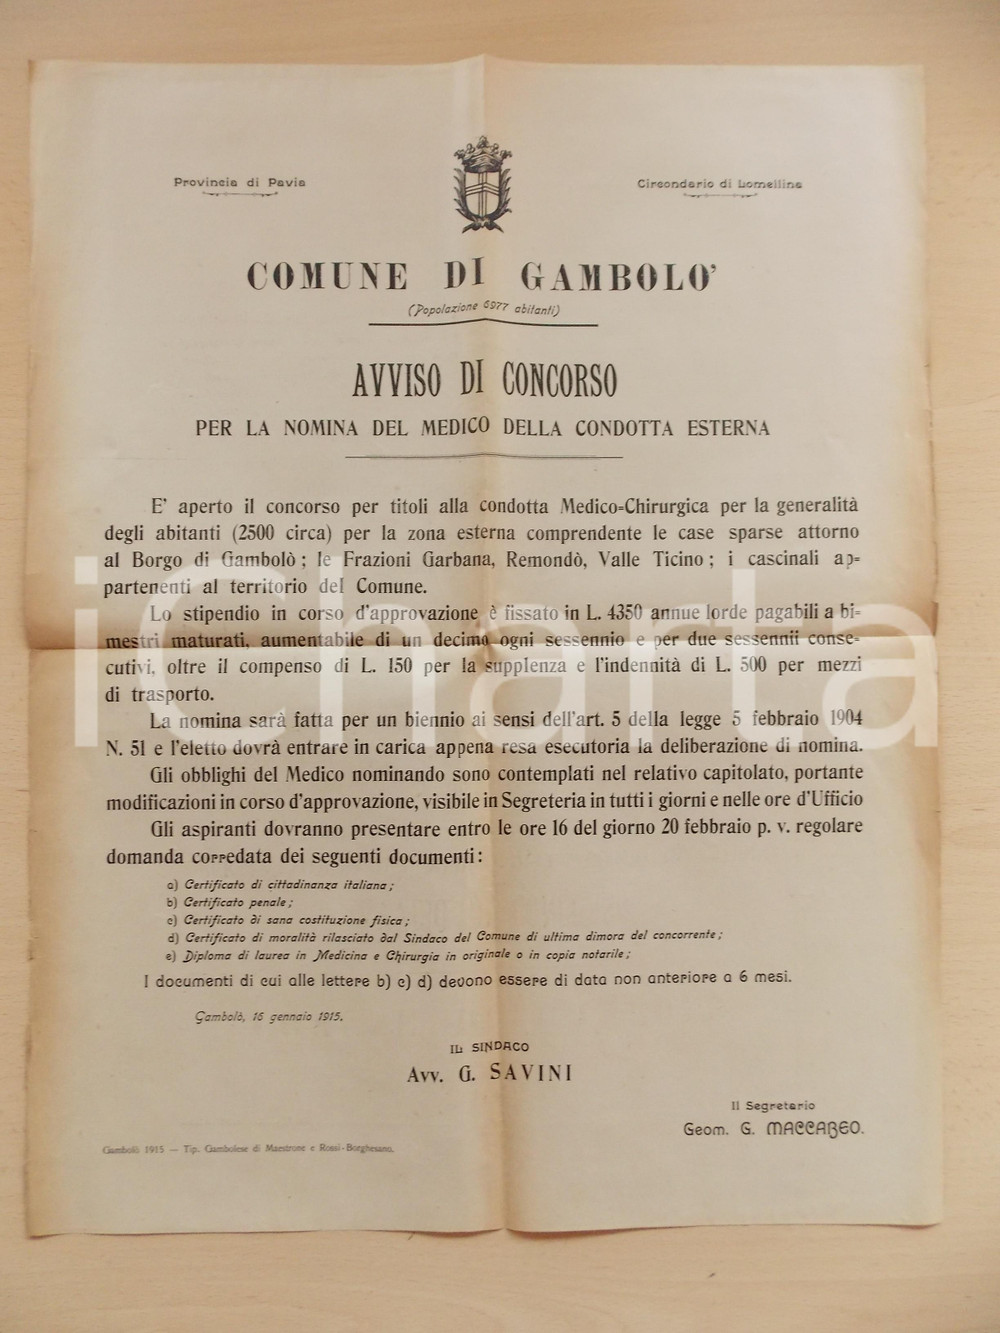 Provincia di Pavia
Circondario di Lomellina
COMUNE DI GAMBOLO'
(Popolazione 6977 abitanti)
AVVISO DI CONCORSO
PER LA NOMINA DEL MEDICO DELLA CONDOTTA ESTERNA
E' aperto il concorso per titoli alla condotta Medico=Chirurgica per la generalità
degli abitanti (2500 circa) per la zona esterna comprendente le case sparse attorno
al Borgo di Gambolò ; le Frazioni Garbana, Remondò, Valle Ticino ; i cascinali ap=
partenenti al territorio del Comune.
Lo stipendio in corso d'approvazione è fissato in L. 4350 annue lorde pagabili a bi=
mestri maturati, aumentabile di un decimo ogni sessennio e per due sessennii conse=
cutivi, oltre il compenso di L. 150 per la supplenza e l'indennità di L. 500 per mezzi
di trasporto.
La nomina sarà fatta per un biennio ai sensi dell'art. 5 della legge 5 febbraio 1904
N. 51 e l'eletto dovrà entrare in carica appena resa esecutoria la deliberazione di nomina.
Gli obblighi del Medico nominando sono contemplati nel relativo capitolato, portante
modificazioni in corso d'approvazione, visibile in Segreteria in tutti i giorni e nelle ore d'Ufficio
Gli aspiranti dovranno presentare entro le ore 16 del giorno 20 febbraio p. v. regolare
domanda corredata dei seguenti documenti :
a) Certificato di cittadinanza italiana ;
b) Certificato penale ;
c) Certificato di sana costituzione fisica ;
d) Certificato di moralità rilasciato dal Sindaco del Comune di ultima dimora del concorrente ;
e) Diploma di laurea in Medicina e Chirurgia in originale o in copia notarile ;
I documenti di cui alle lettere b) c) d) devono essere di data non anteriore a 6 mesi.
Gambolò, 16 gennaio 1915.
IL SINDACO
Avv. G. SAVINI
Il Segretario
Geom. G. MACCABEO.
Gambolò 1915 — Tip. Gambolese di Maestrone e Rossi-Borghesano.
iCharta